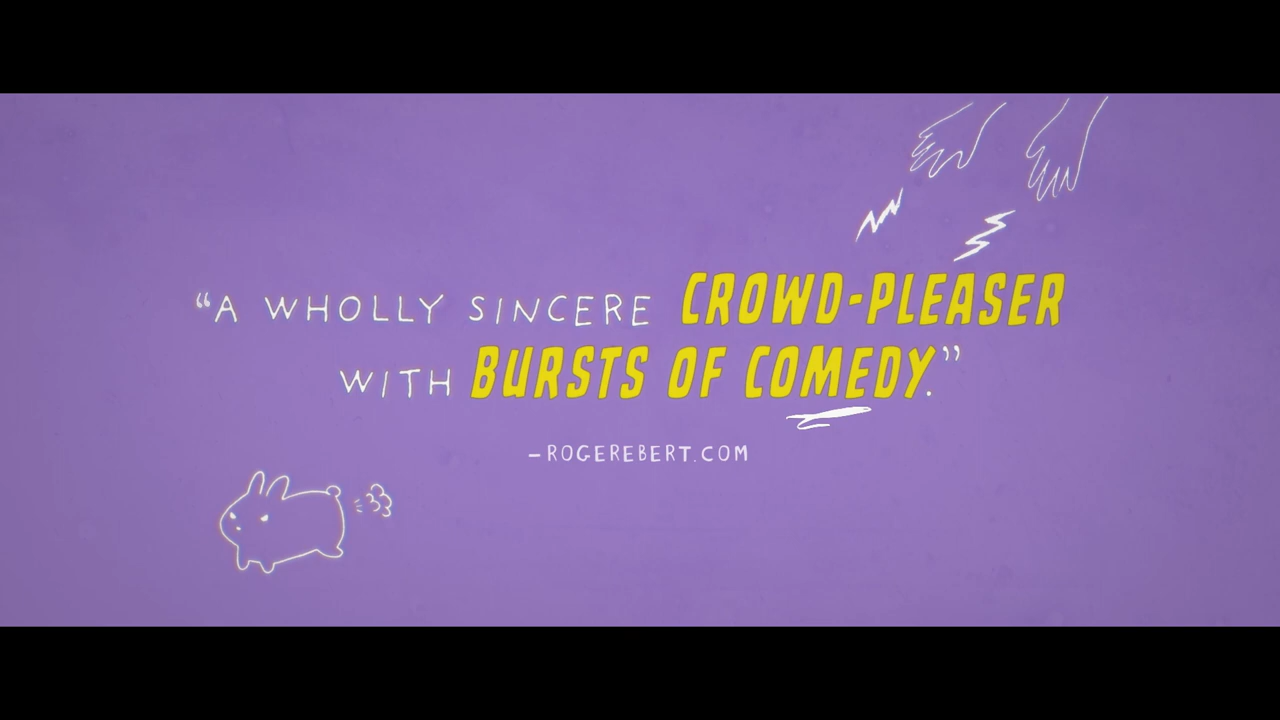 “A WHOLLY SINCERE CROWD-PLEASER
WITH BURSTS OF COMEDY.”
–ROGEREBERT.COM